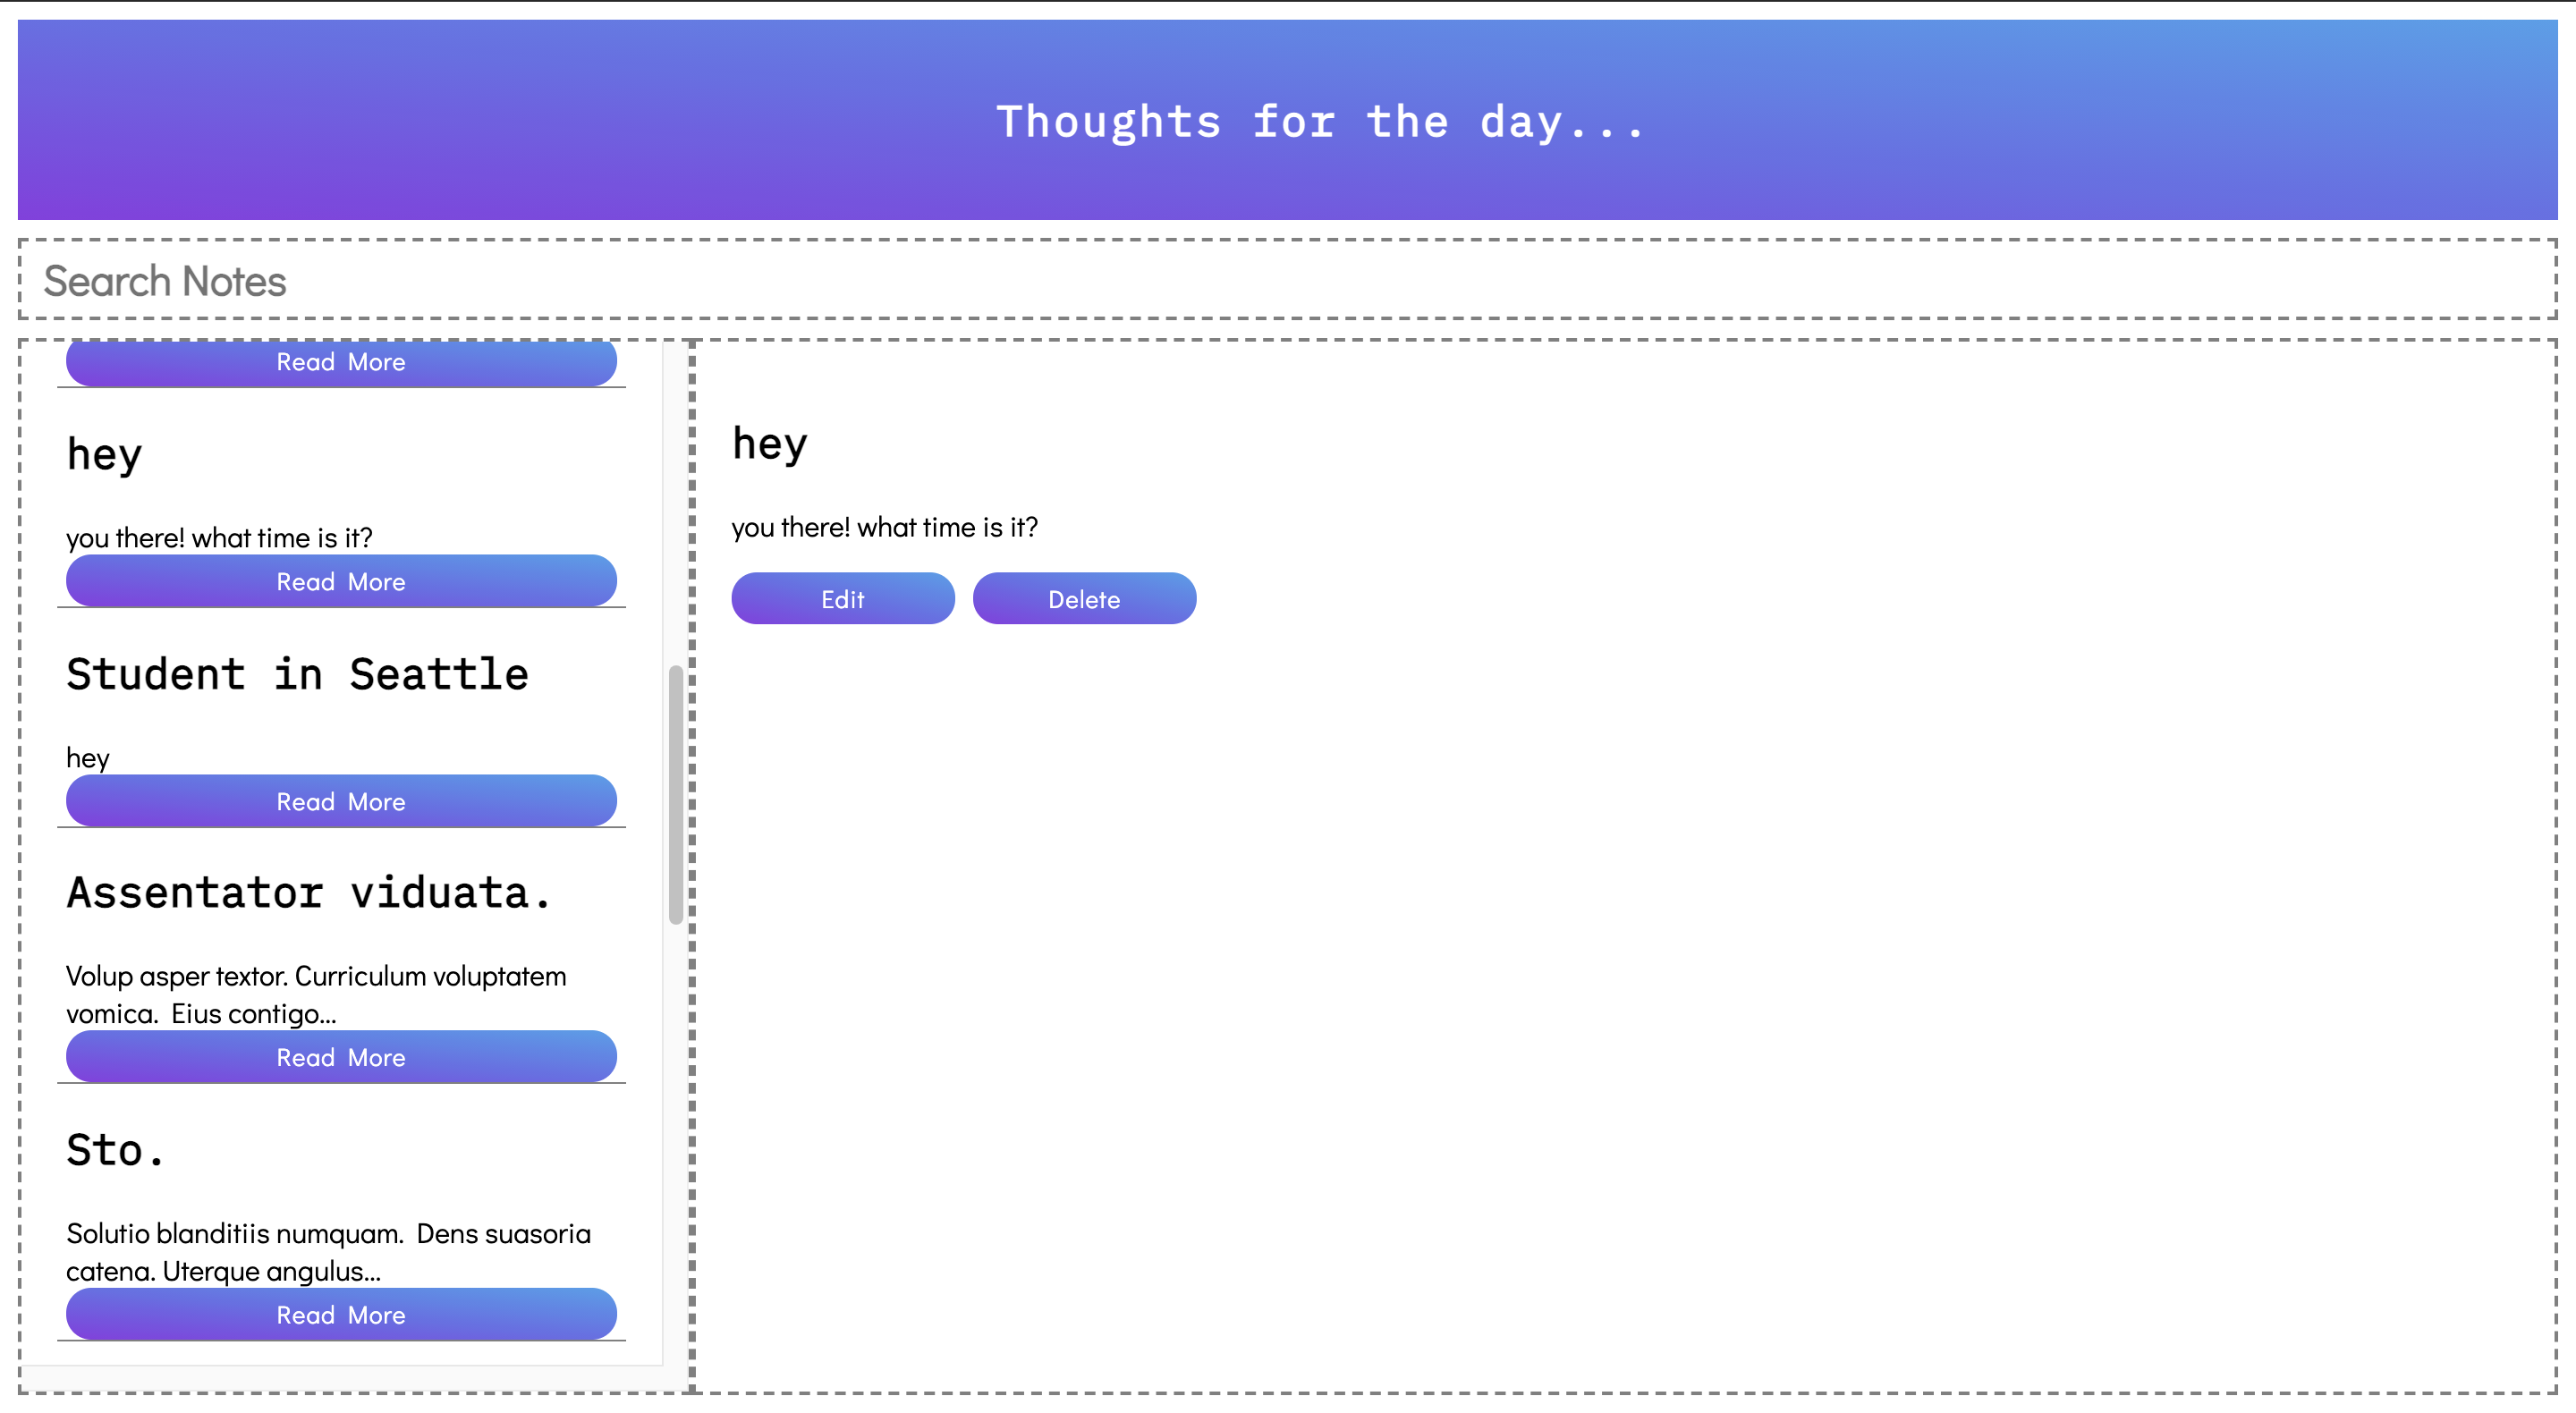 Thoughts for the day...
Search Notes
Read More
hey
you there! what time is it?
Read More
Student in Seattle
hey
Read More
Assentator viduata.
Volup asper textor. Curriculum voluptatem
vomica. Eius contigo...
Read More
Sto.
Solutio blanditiis numquam. Dens suasoria
catena. Uterque angulus...
Read More
hey
you there! what time is it?
Edit Delete